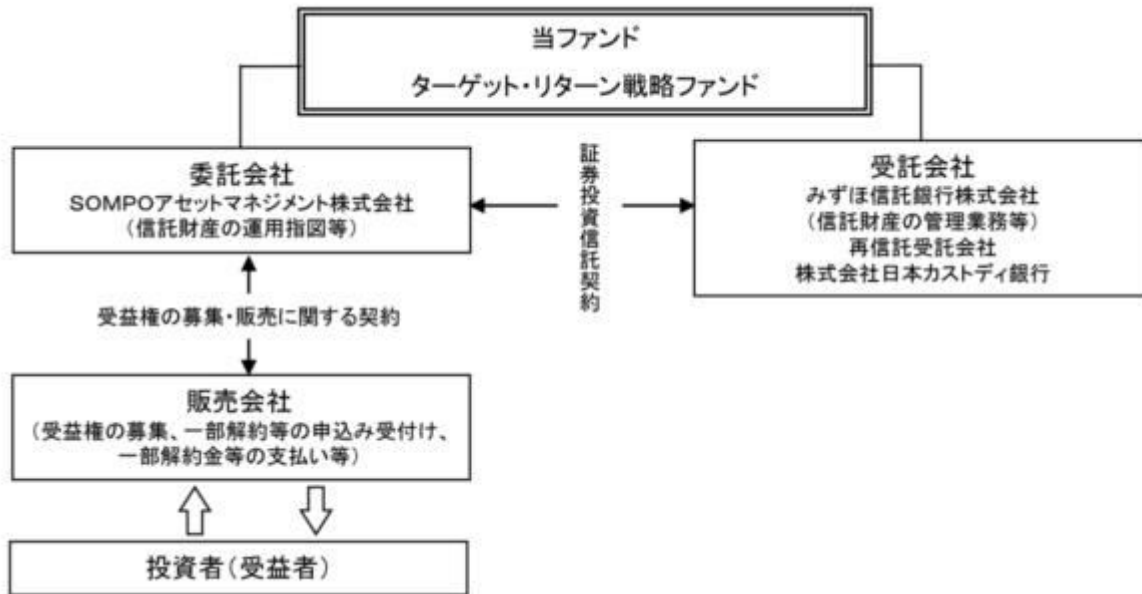 当ファンド
ターゲット・リターン戦略ファンド
委託会社
SOMPOアセットマネジメント株式会社
(信託財産の運用指図等)
証券投資信託契約
受託会社
みずほ信託銀行株式会社
(信託財産の管理業務等)
再信託受託会社
株式会社日本カストディ銀行
受益権の募集・販売に関する契約
販売会社
(受益権の募集、一部解約等の申込み受付け、
一部解約金等の支払い等)
投資者(受益者)